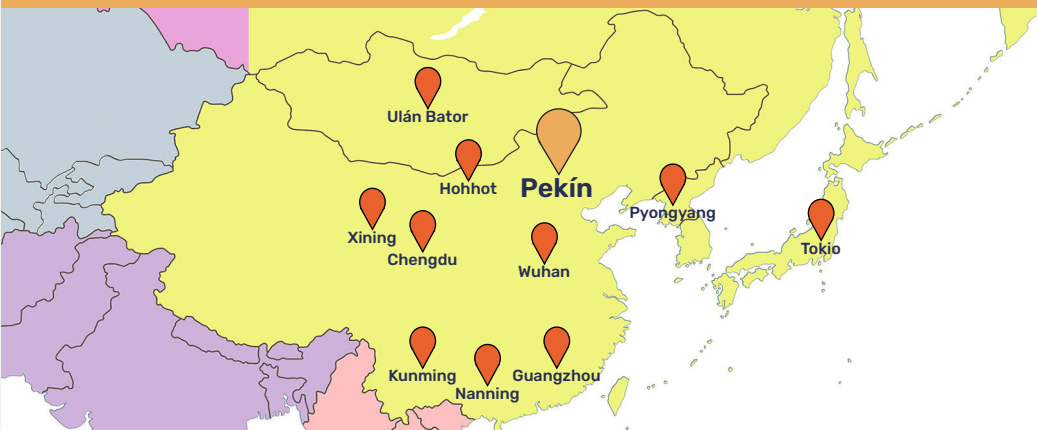 Ulán Bator
Hohhot
Pekín
Pyongyang
Xining
Chengdu
Wuhan
Tokio
Kunming
Nanning
Guangzhou